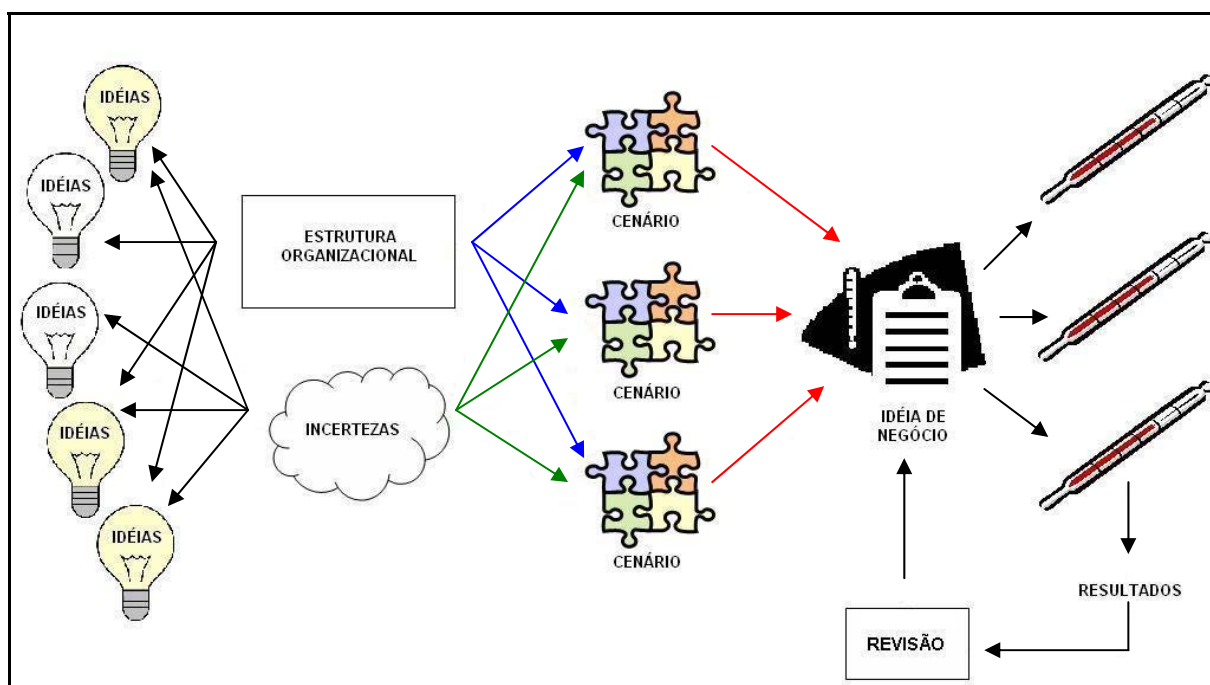 IDÉIAS
IDÉIAS
IDÉIAS
IDÉIAS
IDÉIAS
ESTRUTURA
ORGANIZACIONAL
INCERTEZAS
CENÁRIO
CENÁRIO
CENÁRIO
IDÉIA DE
NEGÓCIO
RESULTADOS
REVISÃO